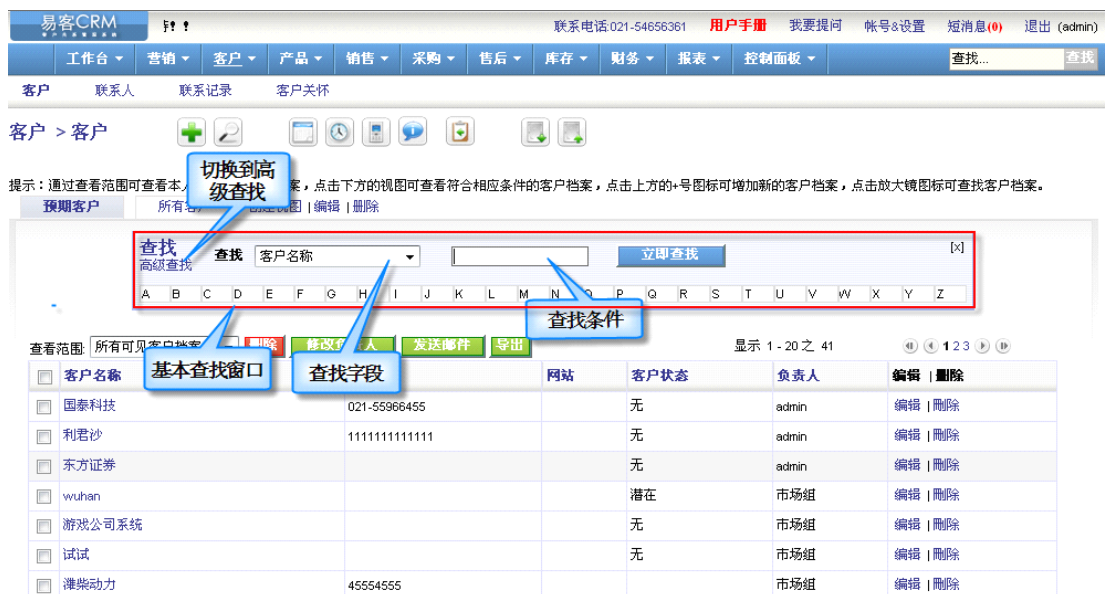 易客CRM
联系电话:021-54656361 用户手册 我要提问 帐号&设置 短消息(0) 退出 (admin)
工作台 营销 客户 产品 销售 采购 售后 库存 财务 报表 控制面板 查找... 查找
客户 联系人 联系记录 客户关怀
客户 > 客户
切换到高
级查找
提示：通过查看范围可查看本人 案，点击下方的视图可查看符合相应条件的客户档案，点击上方的+号图标可增加新的客户档案，点击放大镜图标可查找客户档案。
预期客户 所有客 创建视图 | 编辑 | 删除
查找 查找 客户名称 立即查找 [X]
高级查找
A B C D E F G H I J K L M N O P Q R S T U V W X Y Z
查找条件
查看范围: 所有可见客户档案 删除 修改负责人 发送邮件 导出 显示 1 - 20 之 41 1 2 3
基本查找窗口 查找字段
客户名称 网站 客户状态 负责人 编辑 | 删除
国泰科技 021-55966455 无 admin 编辑 | 删除
利君沙 1111111111111 无 admin 编辑 | 删除
东方证券 无 admin 编辑 | 删除
wuhan 潜在 市场组 编辑 | 删除
游戏公司系统 无 市场组 编辑 | 删除
试试 无 市场组 编辑 | 删除
潍柴动力 45554555 市场组 编辑 | 删除